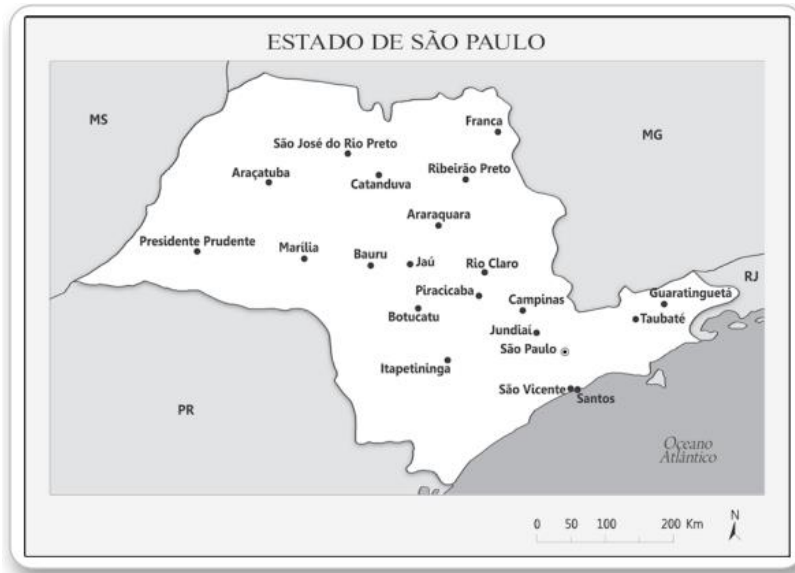 ESTADO DE SÃO PAULO
MS
MG
Franca
São José do Rio Preto
Araçatuba
Catanduva
Ribeirão Preto
Araraquara
Presidente Prudente
Marília
Bauru
Jaú
Rio Claro
RJ
Piracicaba
Campinas
Guaratinguetá
Botucatu
Taubaté
Jundiaí
São Paulo
Itapetininga
São Vicente
Santos
PR
Oceano
Atlântico
N
0 50 100 200 Km